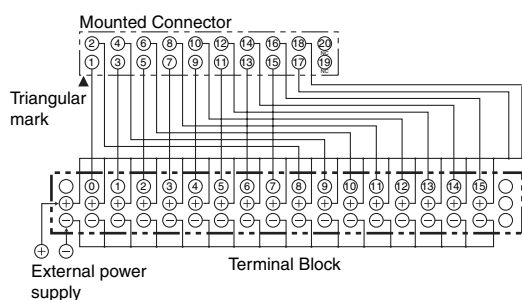 Mounted Connector
2 4 6 8 10 12 14 16 18 20
NC
1 3 5 7 9 11 13 15 17 19
NC
Triangular
mark
0 1 2 3 4 5 6 7 8 9 10 11 12 13 14 15
+ + + + + + + + + + + + + + + + +
− − − − − − − − − − − − − − − − −
+ −
External power
supply
Terminal Block